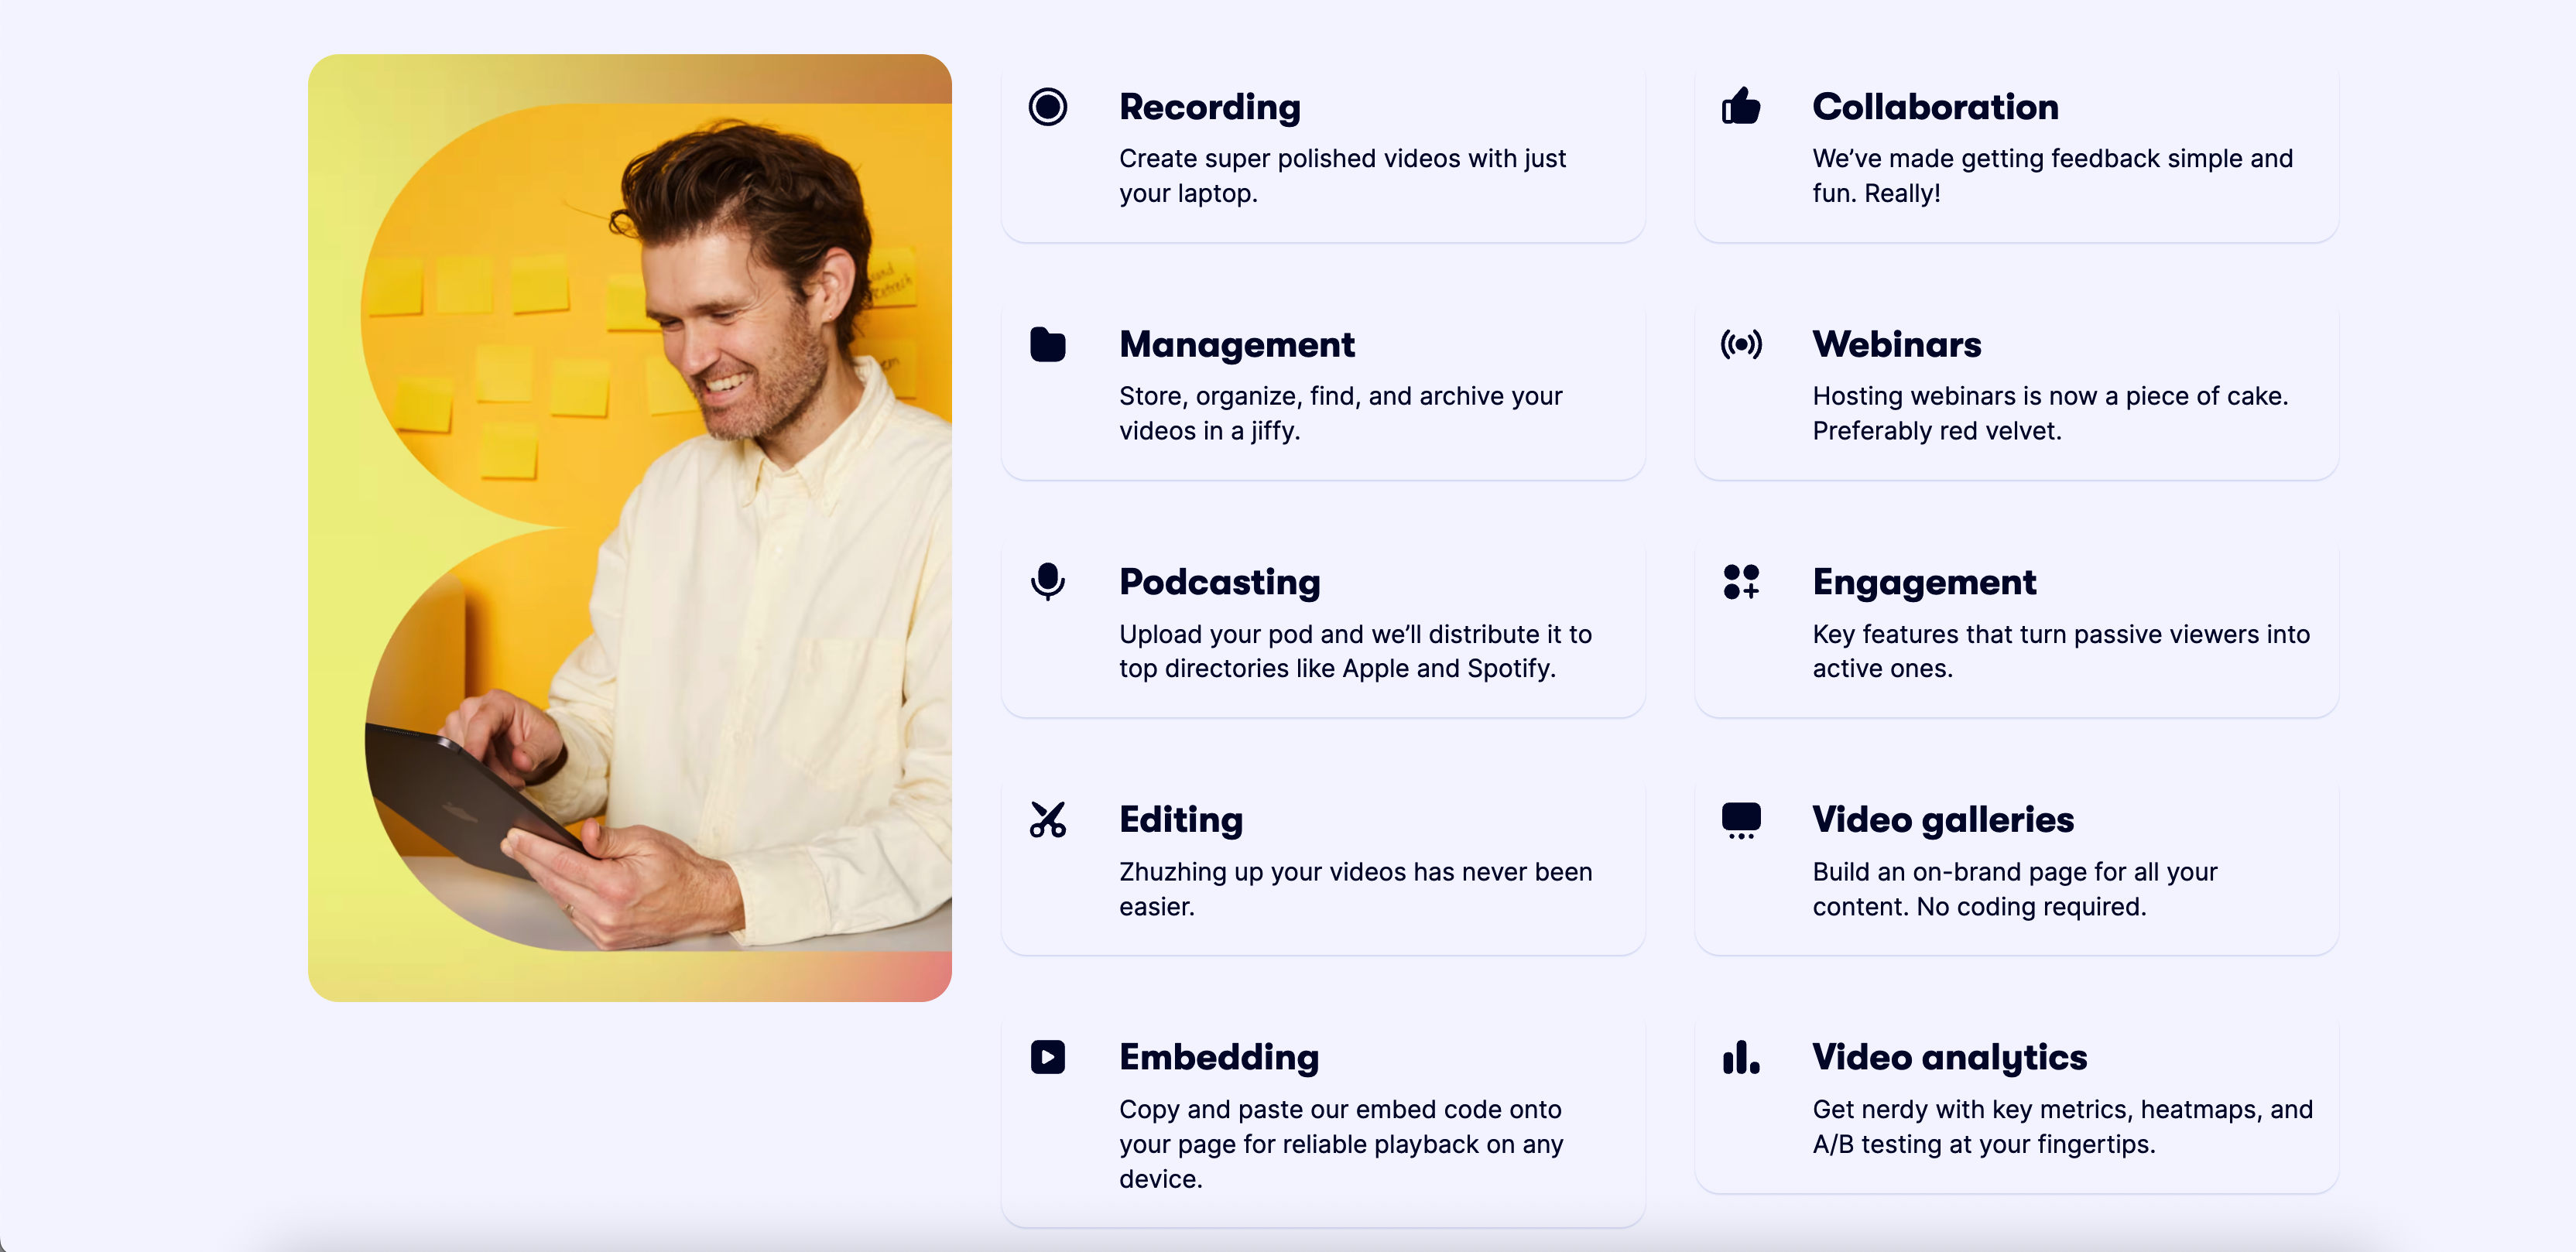 Recording
Create super polished videos with just
your laptop.
Management
Store, organize, find, and archive your
videos in a jiffy.
Podcasting
Upload your pod and we’ll distribute it to
top directories like Apple and Spotify.
Editing
Zhuzhing up your videos has never been
easier.
Embedding
Copy and paste our embed code onto
your page for reliable playback on any
device.
Collaboration
We’ve made getting feedback simple and
fun. Really!
Webinars
Hosting webinars is now a piece of cake.
Preferably red velvet.
Engagement
Key features that turn passive viewers into
active ones.
Video galleries
Build an on-brand page for all your
content. No coding required.
Video analytics
Get nerdy with key metrics, heatmaps, and
A/B testing at your fingertips.